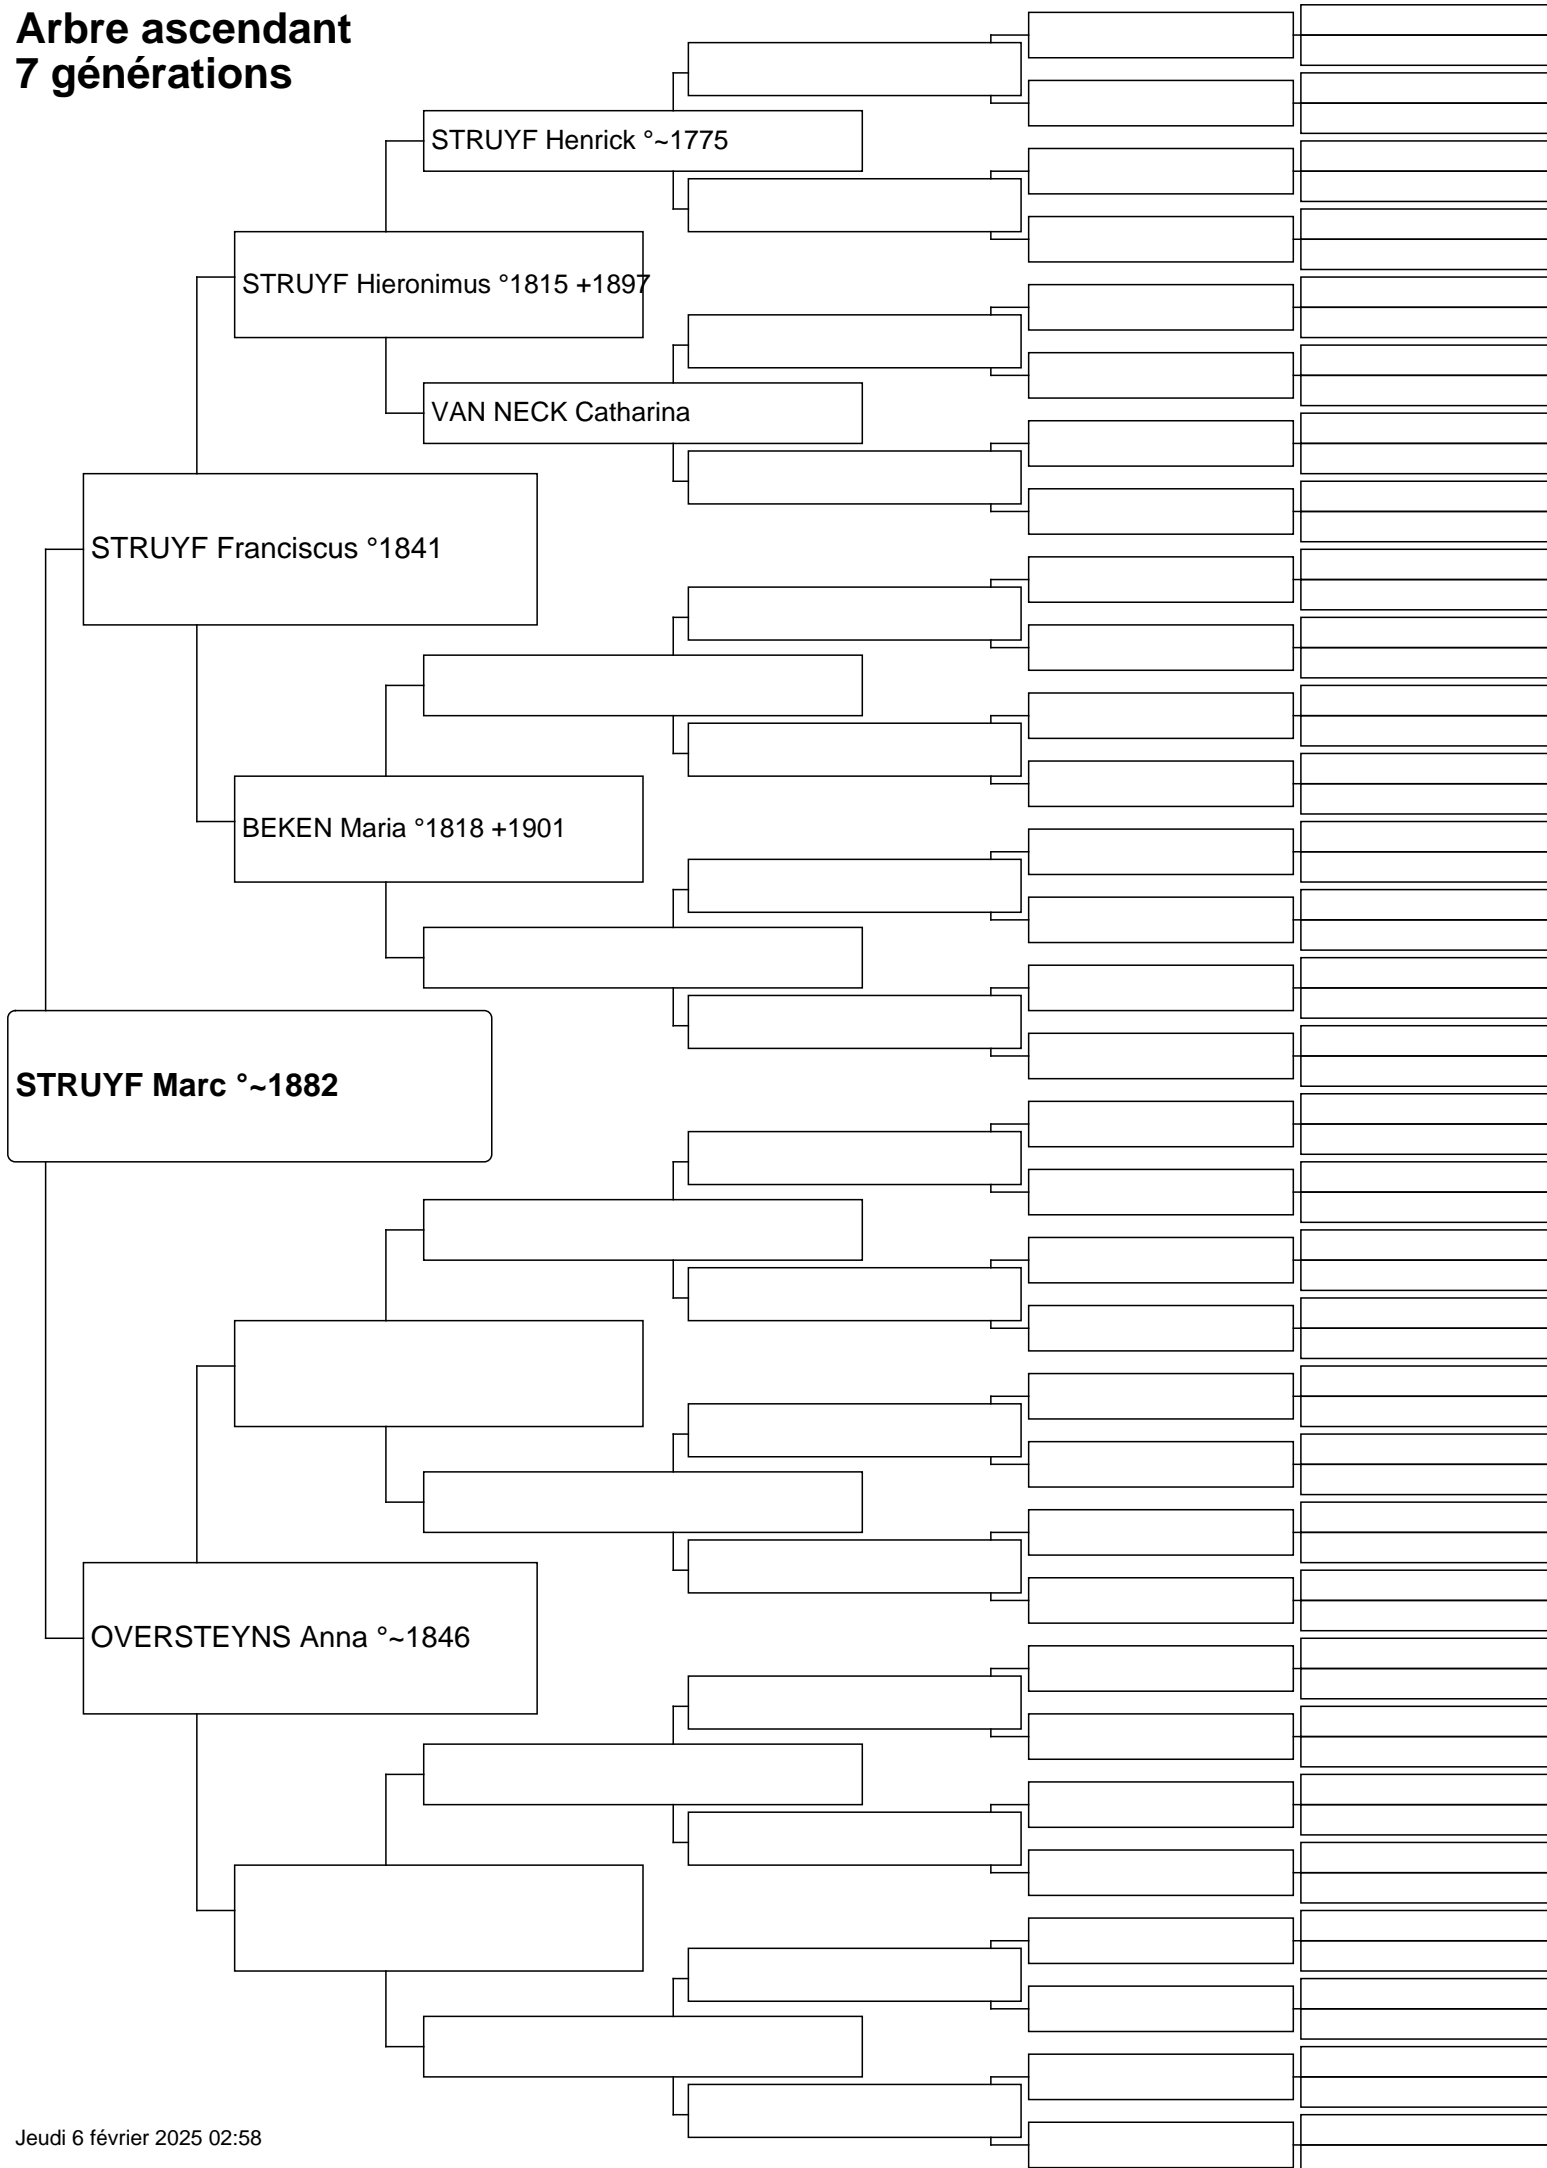 Arbre ascendant
7 générations
STRUYF Henrick °~1775
STRUYF Hieronimus °1815 +1897
VAN NECK Catharina
STRUYF Franciscus °1841
BEKEN Maria °1818 +1901
STRUYF Marc °~1882
OVERSTEYNS Anna °~1846
Jeudi 6 février 2025 02:58